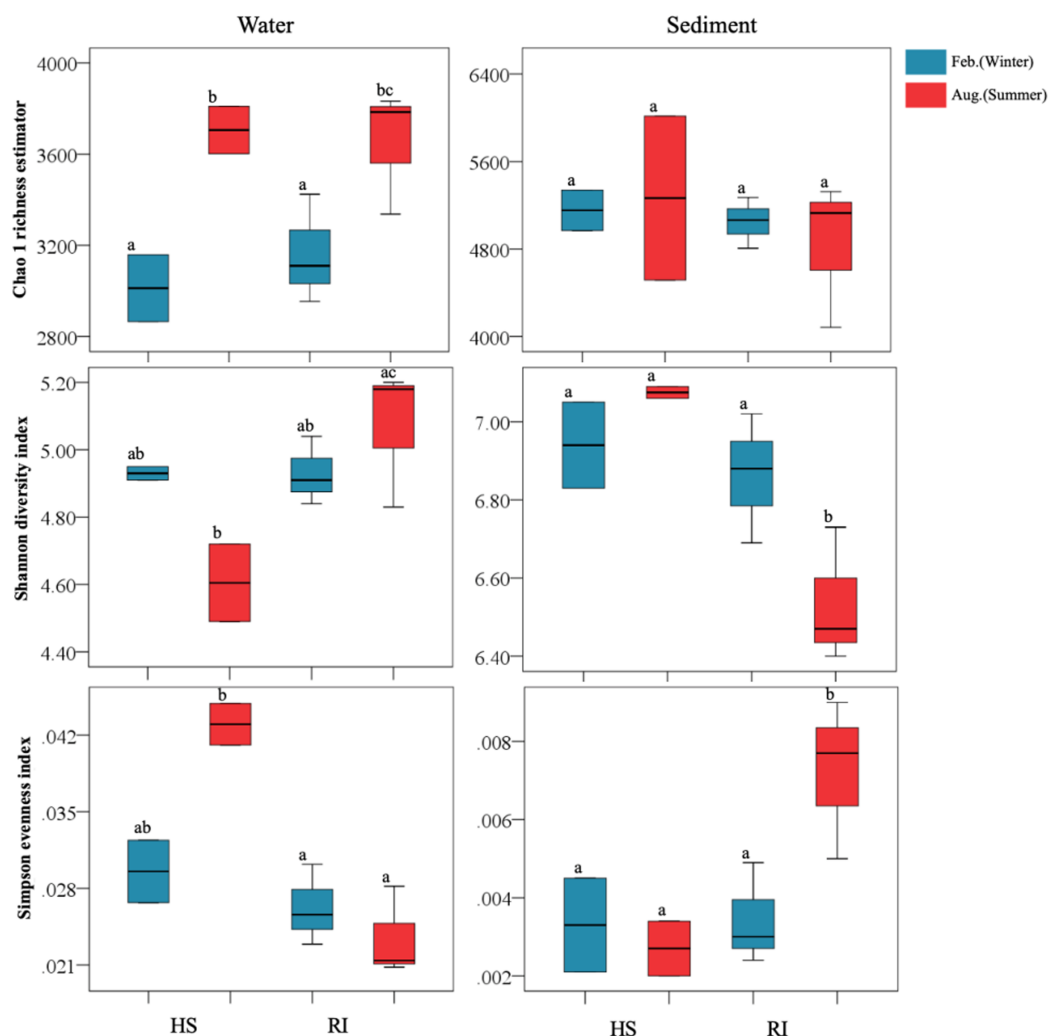 Water
Sediment
Feb.(Winter)
Aug.(Summer)
Chao 1 richness estimator
4000
3600
3200
2800
a
b
a
bc
6400
5600
4800
4000
a
a
a
a
Shannon diversity index
5.20
5.00
4.80
4.60
4.40
ab
b
ab
ac
7.00
6.80
6.60
6.40
a
a
a
b
Simpson evenness index
.042
.035
.028
.021
ab
b
a
a
.008
.006
.004
.002
a
a
a
b
HS
RI
HS
RI